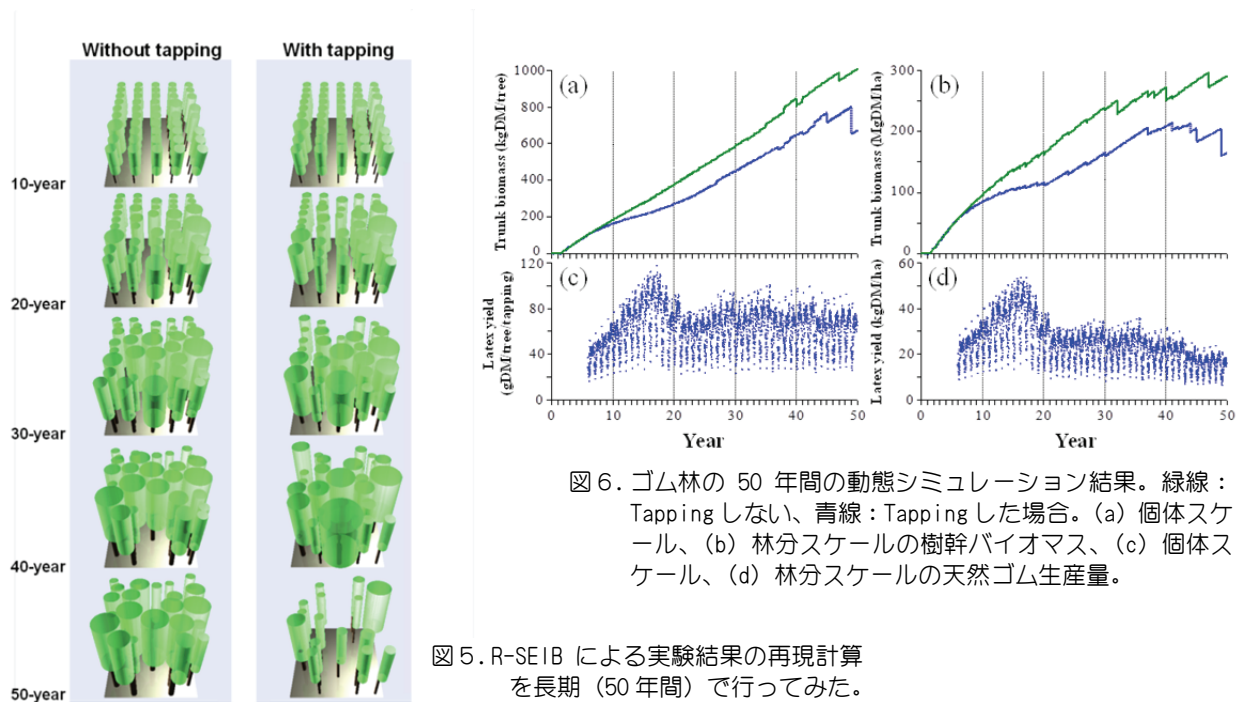 Without tapping
With tapping
10-year
20-year
30-year
40-year
50-year
図5. R-SEIB による実験結果の再現計算
を長期（50 年間）で行ってみた。
(a)
Trunk biomass (kgDM/tree)
1000
800
600
400
200
0
(b)
Trunk biomass (MgDM/ha)
300
200
100
0
(c)
Latex yield
(gDM/tree/tapping)
120
80
40
0
0
10
20
30
40
50
Year
(d)
Latex yield (kgDM/ha)
60
40
20
0
0
10
20
30
40
50
Year
図６. ゴム林の 50 年間の動態シミュレーション結果。緑線：
Tapping しない、青線：Tapping した場合。(a) 個体スケ
ール、(b) 林分スケールの樹幹バイオマス、(c) 個体ス
ケール、(d) 林分スケールの天然ゴム生産量。